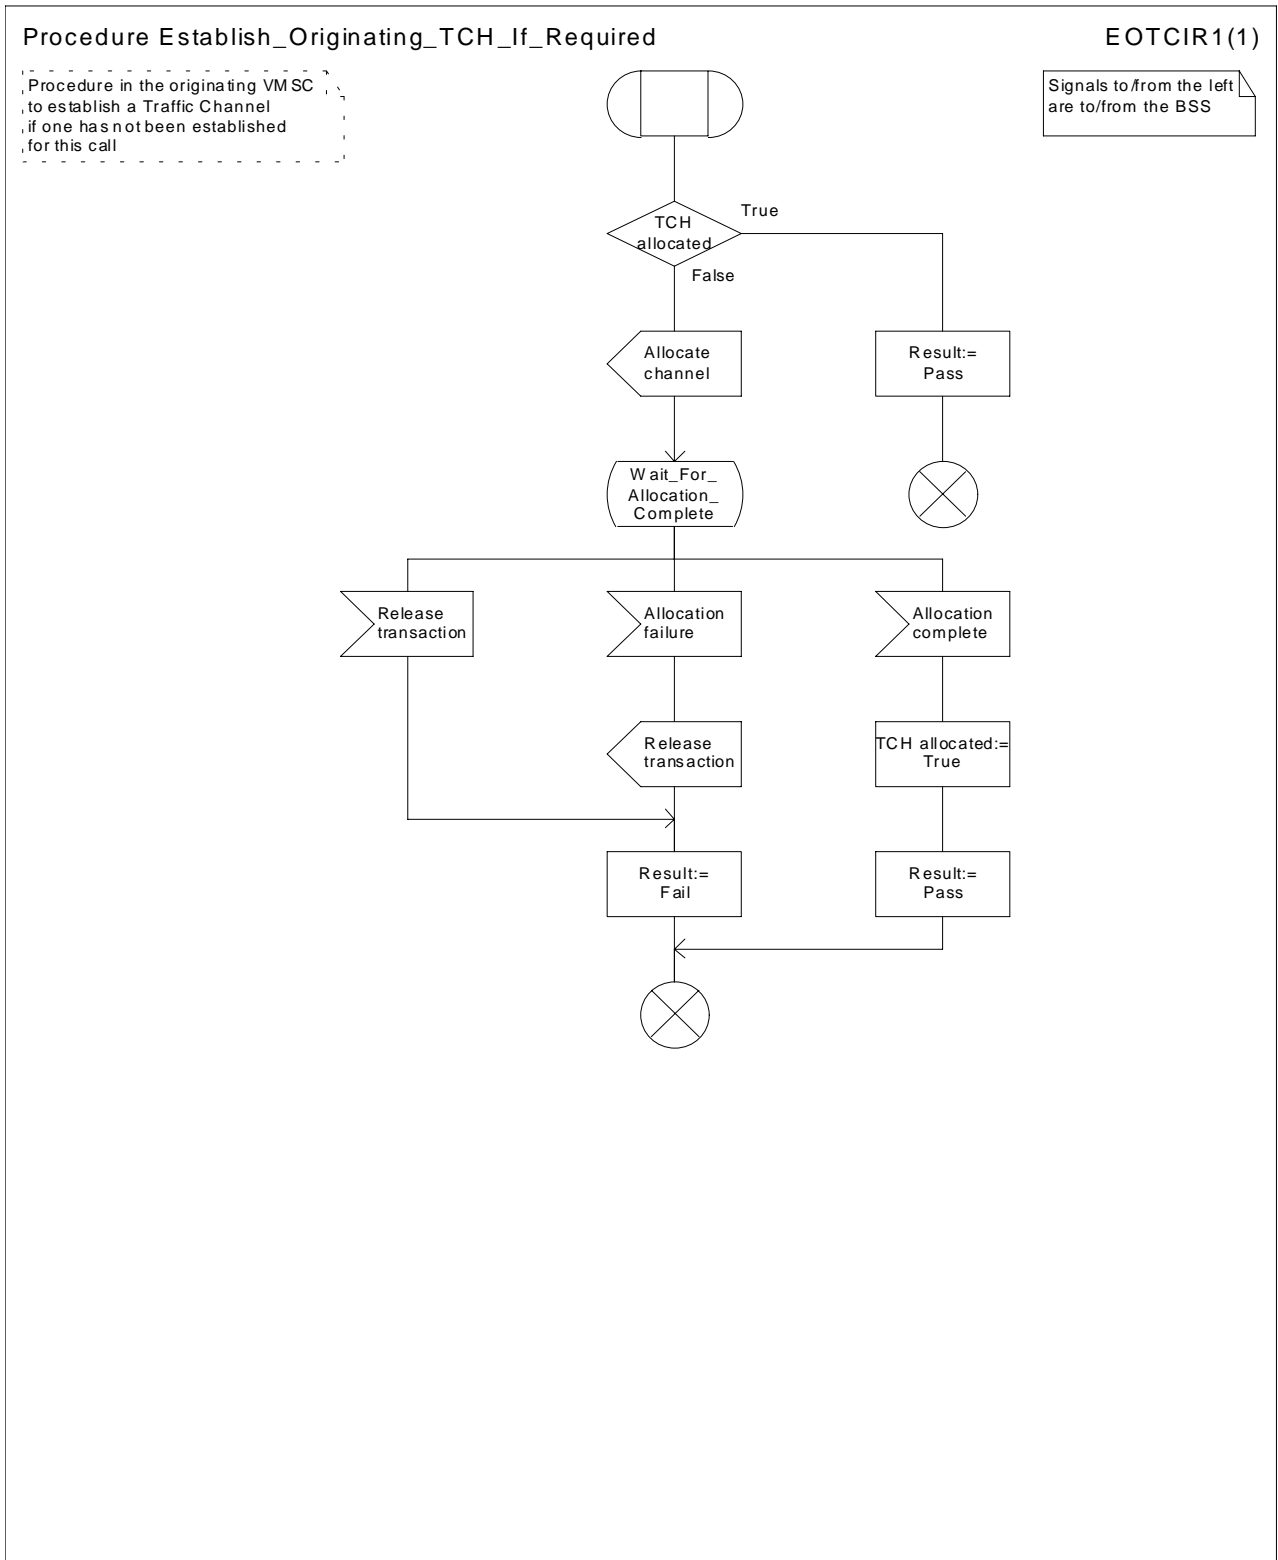 Procedure Establish_Originating_TCH_If_Required
EOTCIR1(1)
Procedure in the originating VMSC
to establish a Traffic Channel
if one has not been established
for this call
Signals to/from the left
are to/from the BSS
TCH
allocated
True
False
Allocate
channel
Result:=
Pass
Wait_For_
Allocation_
Complete
Release
transaction
Allocation
failure
Allocation
complete
Release
transaction
TCH allocated:=
True
Result:=
Fail
Result:=
Pass